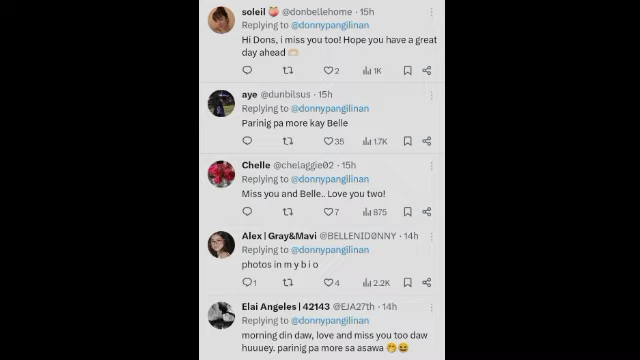 soleil 🍑 @donbellehome · 15h
Replying to @donnypangilinan
Hi Dons, i miss you too! Hope you have a great
day ahead 🫶🏻
2 1K
aye @dunbilsus · 15h
Replying to @donnypangilinan
Parinig pa more kay Belle
35 1.7K
Chelle @chelaggie02 · 15h
Replying to @donnypangilinan
Miss you and Belle.. Love you two!
7 875
Alex | Gray&Mavi @BELLENID0NNY · 14h
Replying to @donnypangilinan
photos in m y b i o
1 4 2.2K
Elai Angeles | 42143 @EJA27th · 14h
Replying to @donnypangilinan
morning din daw, love and miss you too daw
huuuey. paringig pa more sa asawa 🤭😆